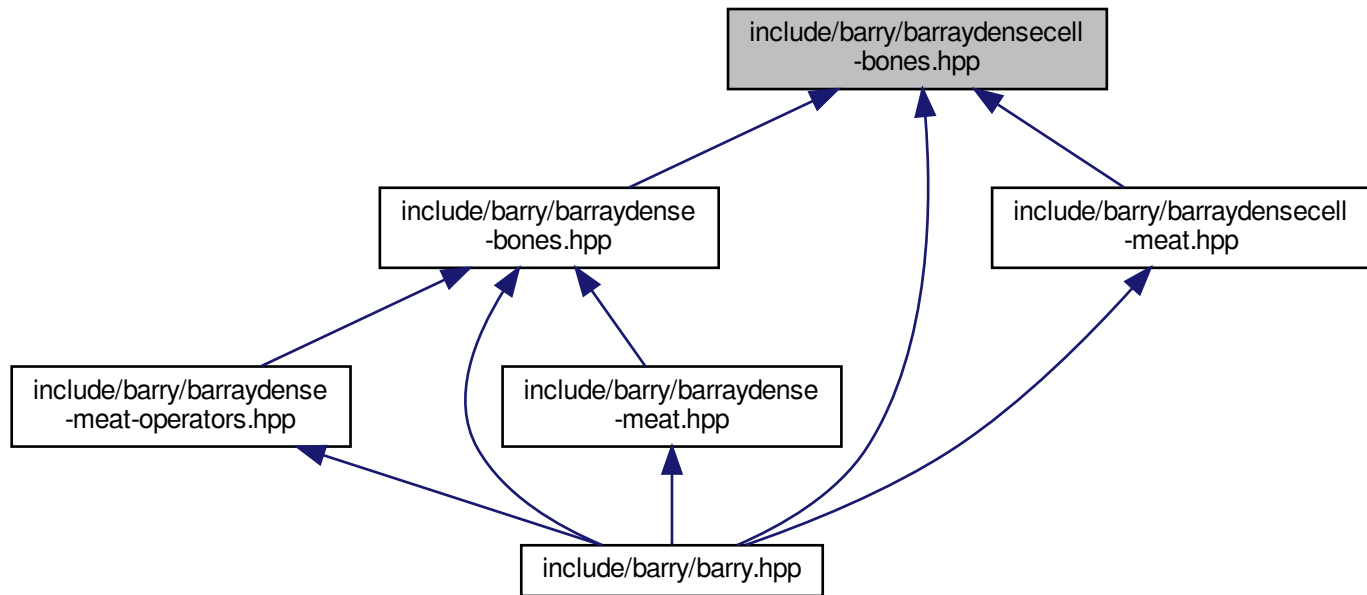 include/barry/barraydensecell
-bones.hpp
include/barry/barraydense
-bones.hpp
include/barry/barraydensecell
-meat.hpp
include/barry/barraydense
-meat-operators.hpp
include/barry/barraydense
-meat.hpp
include/barry/barry.hpp